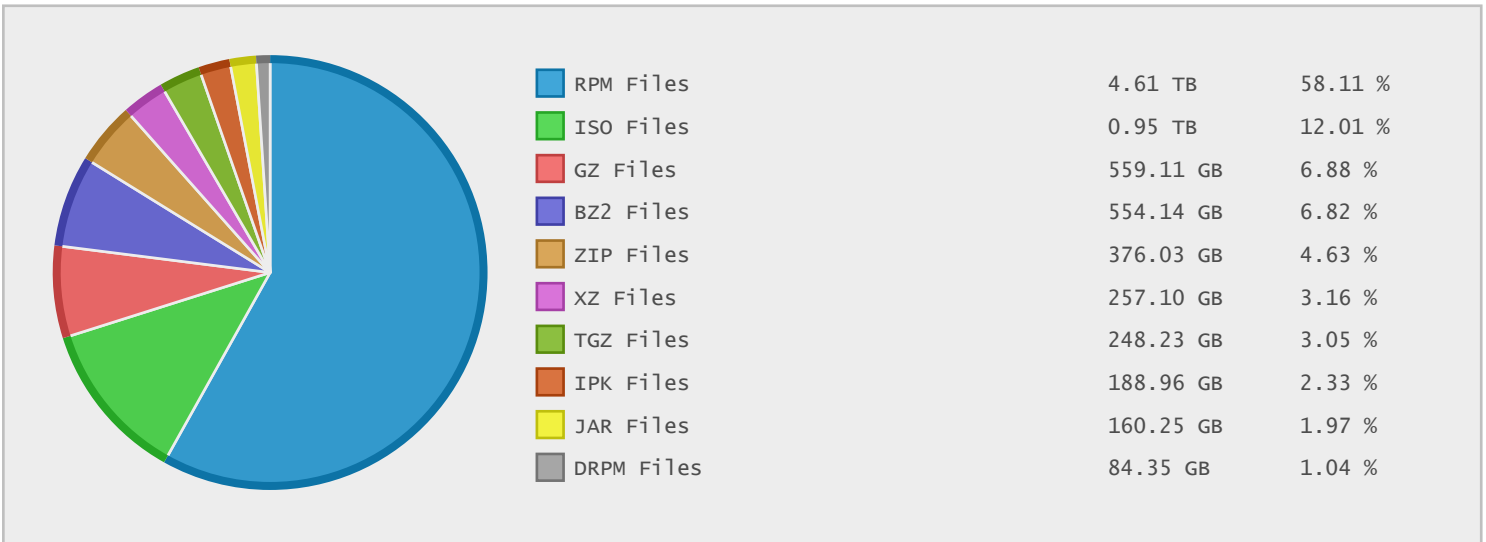 RPM Files 4.61 TB 58.11 %
ISO Files 0.95 TB 12.01 %
GZ Files 559.11 GB 6.88 %
BZ2 Files 554.14 GB 6.82 %
ZIP Files 376.03 GB 4.63 %
XZ Files 257.10 GB 3.16 %
TGZ Files 248.23 GB 3.05 %
IPK Files 188.96 GB 2.33 %
JAR Files 160.25 GB 1.97 %
DRPM Files 84.35 GB 1.04 %